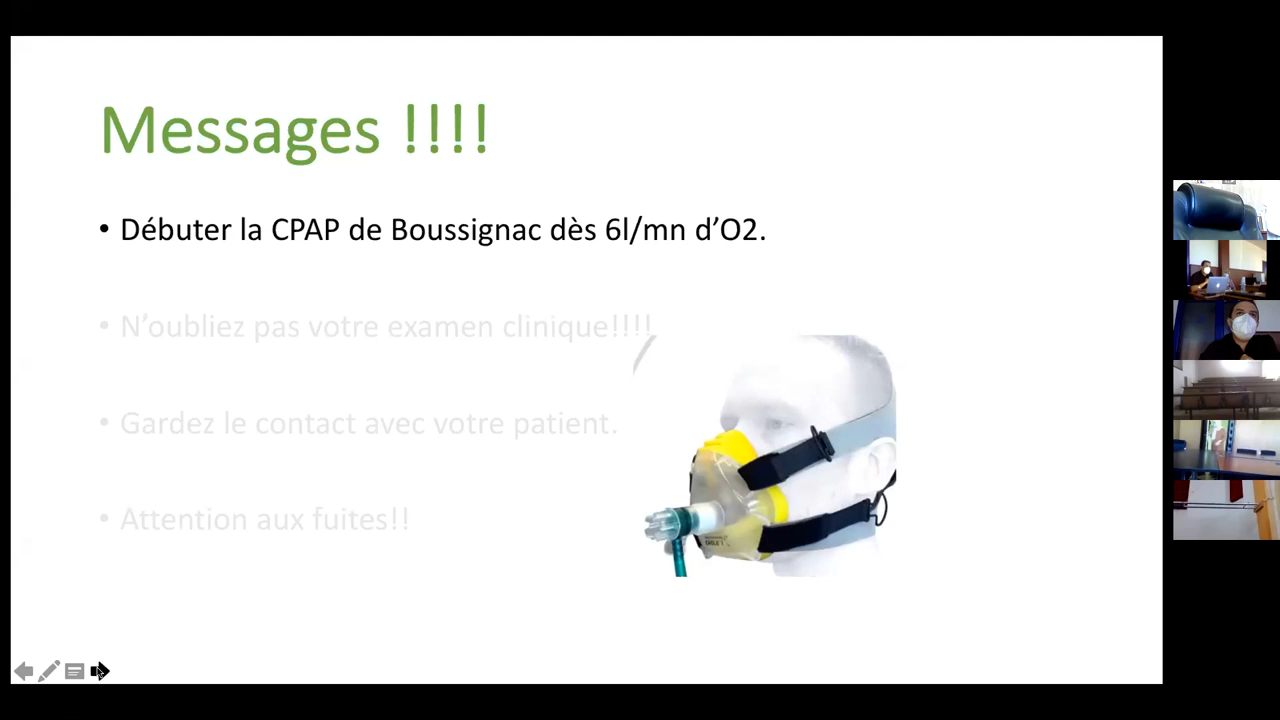 Messages !!!!
• Débuter la CPAP de Boussignac dès 6l/mn d’O2.
• N’oubliez pas votre examen clinique!!!!
• Gardez le contact avec votre patient.
• Attention aux fuites!!